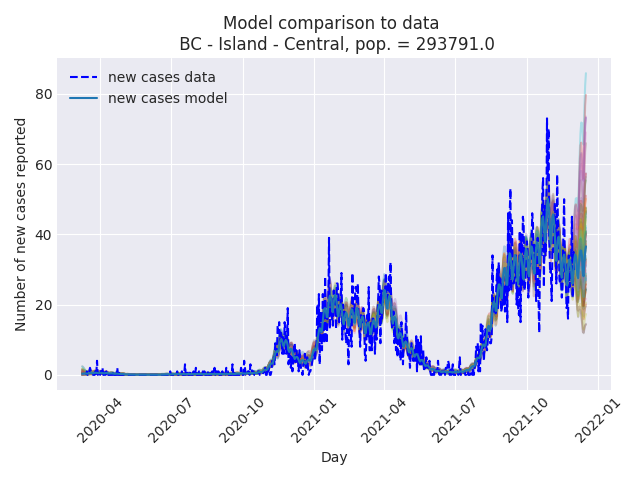 Model comparison to data
BC - Island - Central, pop. = 293791.0
new cases data
new cases model
Number of new cases reported
80
60
40
20
0
2020-04
2020-07
2020-10
2021-01
2021-04
2021-07
2021-10
2022-01
Day